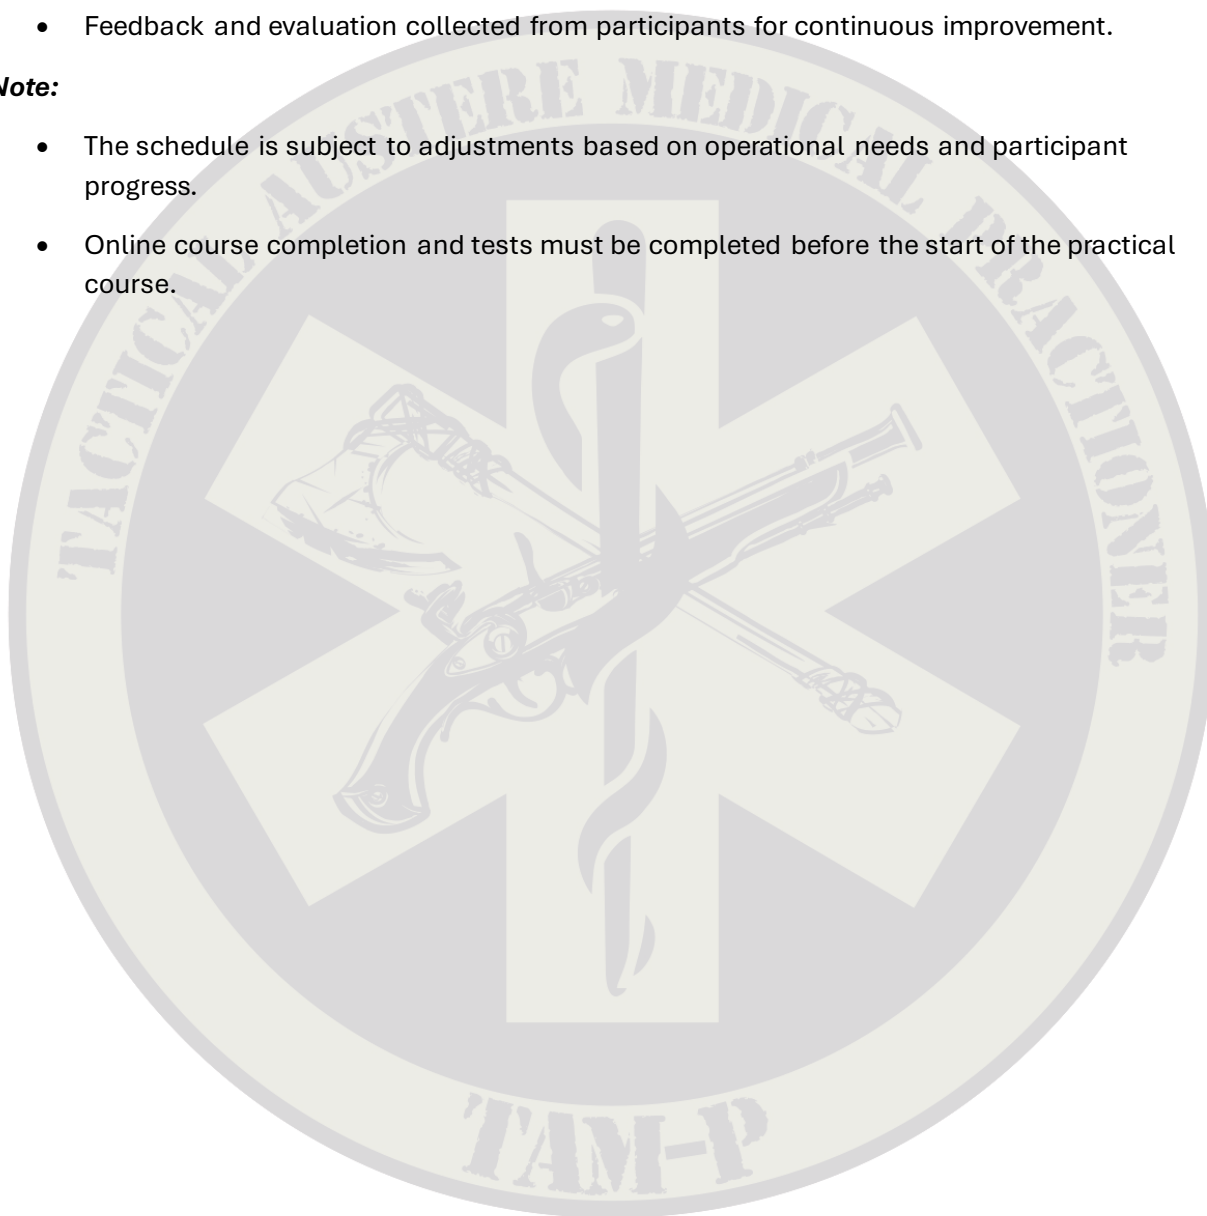 • Feedback and evaluation collected from participants for continuous improvement.
Note:
• The schedule is subject to adjustments based on operational needs and participant
progress.
• Online course completion and tests must be completed before the start of the practical
course.
TACTICAL AUSTERE MEDICAL PRACTIONER
TAM-P